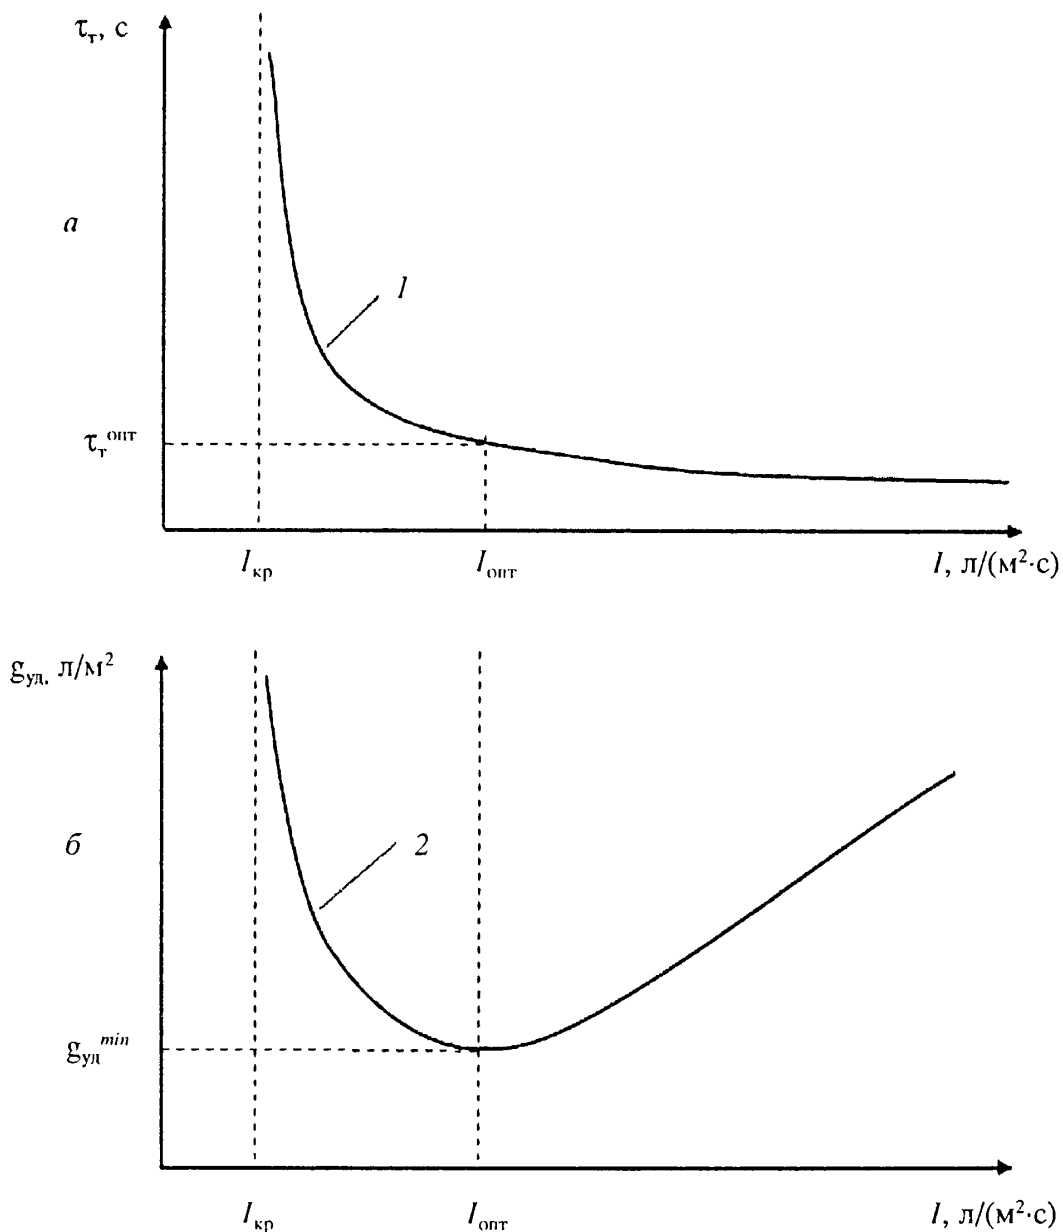 τт, с
а
1
τт^опт
Iкр
Iопт
I, л/(м²·с)
gуд, л/м²
б
2
gуд^min
Iкр
Iопт
I, л/(м²·с)